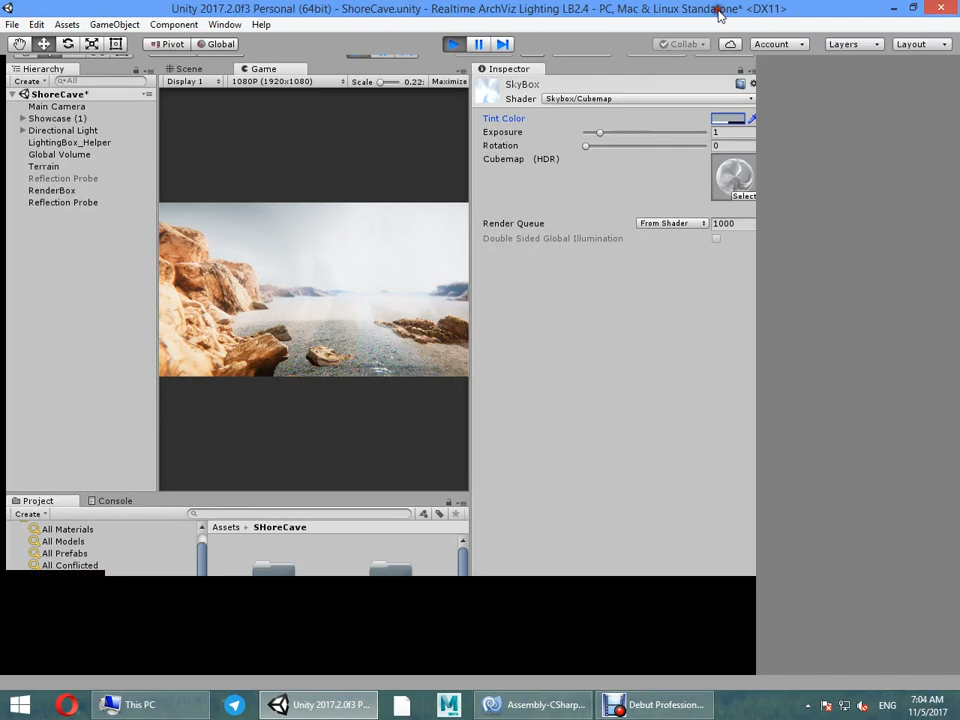 Unity 2017.2.0f3 Personal (64bit) - ShoreCave.unity - Realtime ArchViz Lighting LB2.4 - PC, Mac & Linux Standalone* <DX11>
File Edit Assets GameObject Component Window Help
Pivot Global Collab Account Layers Layout
Hierarchy
Create All
ShoreCave*
Main Camera
Showcase (1)
Directional Light
LightingBox_Helper
Global Volume
Terrain
Reflection Probe
RenderBox
Reflection Probe
Scene Game
Display 1 1080P (1920x1080) Scale 0.22 Maximize
Inspector
SkyBox
Shader Skybox/Cubemap
Tint Color
Exposure 1
Rotation 0
Cubemap (HDR)
Select
Render Queue From Shader 1000
Double Sided Global Illumination
Project Console
Create
All Materials
All Models
All Prefabs
All Conflicted
Assets SHoreCave
This PC Unity 2017.2.0f3 P... Assembly-CSharp... Debut Profession... ENG
7:04 AM
11/5/2017